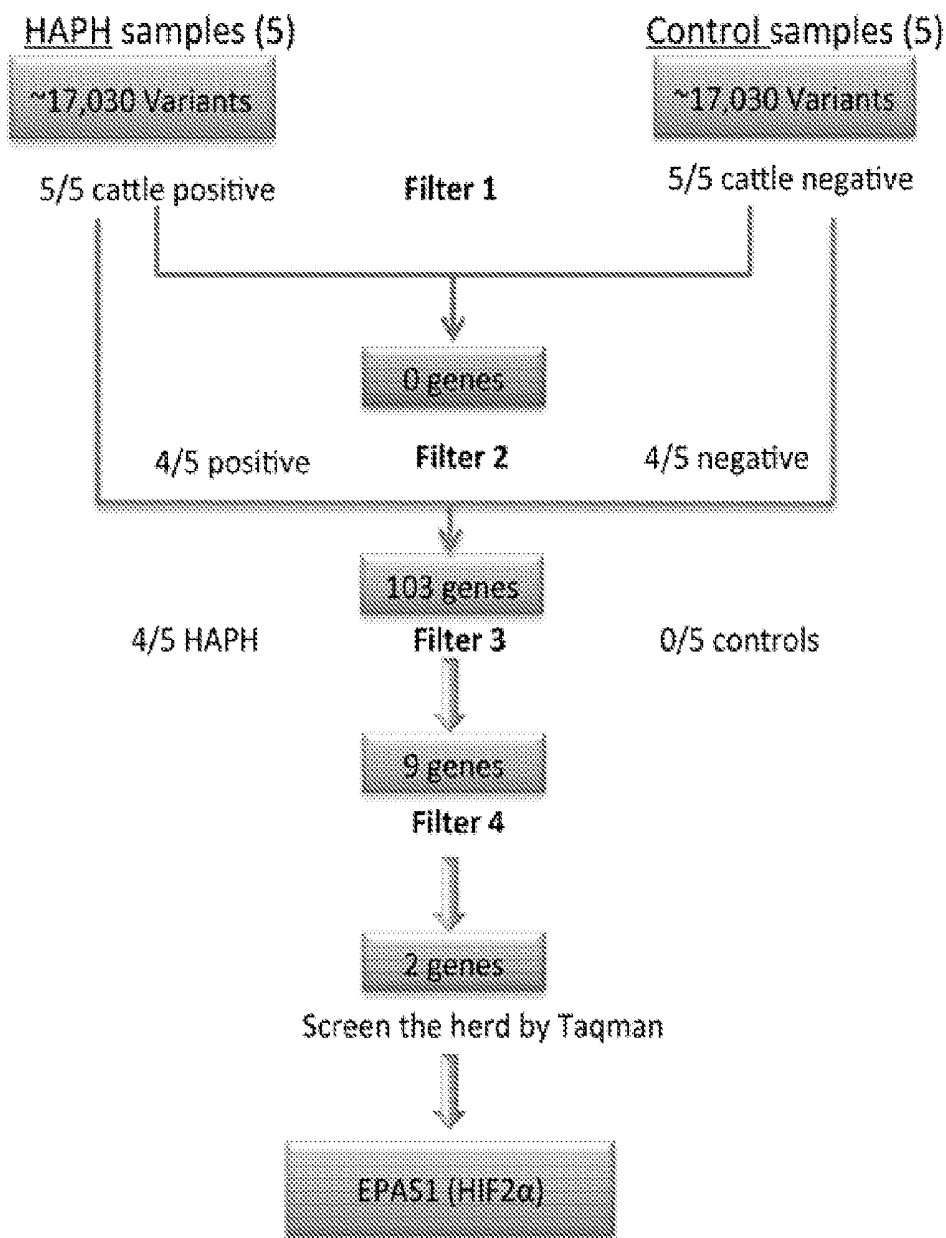 HAPH samples (5)
Control samples (5)
~17,030 Variants
~17,030 Variants
5/5 cattle positive
Filter 1
5/5 cattle negative
0 genes
4/5 positive
Filter 2
4/5 negative
103 genes
4/5 HAPH
Filter 3
0/5 controls
9 genes
Filter 4
2 genes
Screen the herd by Taqman
EPAS1 (HIF2α)